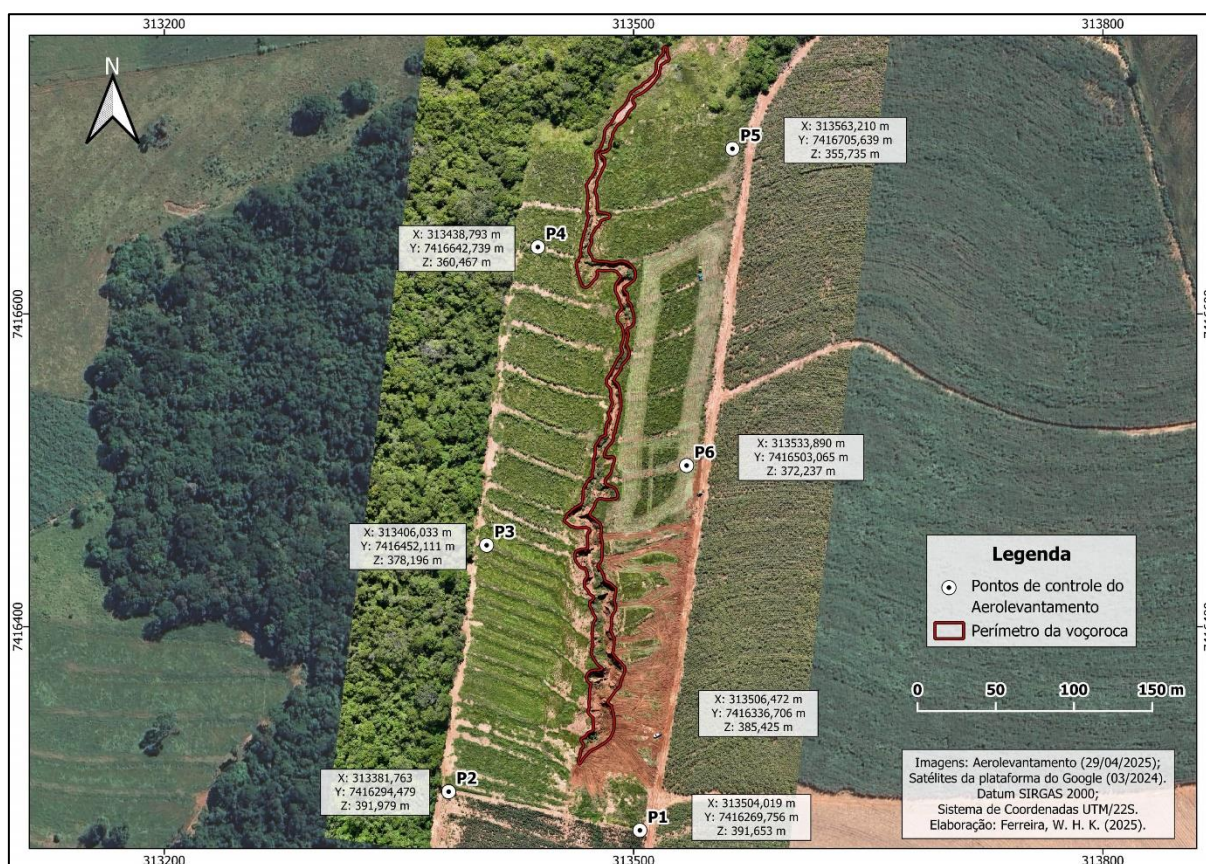 313200
313500
313800
N
P5
X: 313563,210 m
Y: 7416705,639 m
Z: 355,735 m
X: 313438,793 m
Y: 7416642,739 m
Z: 360,467 m
P4
7416600
7416600
X: 313533,890 m
Y: 7416503,065 m
Z: 372,237 m
P6
X: 313406,033 m
Y: 7416452,111 m
Z: 378,196 m
P3
Legenda
Pontos de controle do
Aerolevantamento
Perímetro da voçoroca
7416400
7416400
0 50 100 150 m
X: 313506,472 m
Y: 7416336,706 m
Z: 385,425 m
X: 313381,763
Y: 7416294,479
Z: 391,979 m
P2
P1
X: 313504,019 m
Y: 7416269,756 m
Z: 391,653 m
Imagens: Aerolevantamento (29/04/2025);
Satélites da plataforma do Google (03/2024).
Datum SIRGAS 2000;
Sistema de Coordenadas UTM/22S.
Elaboração: Ferreira, W. H. K. (2025).
313200
313500
313800